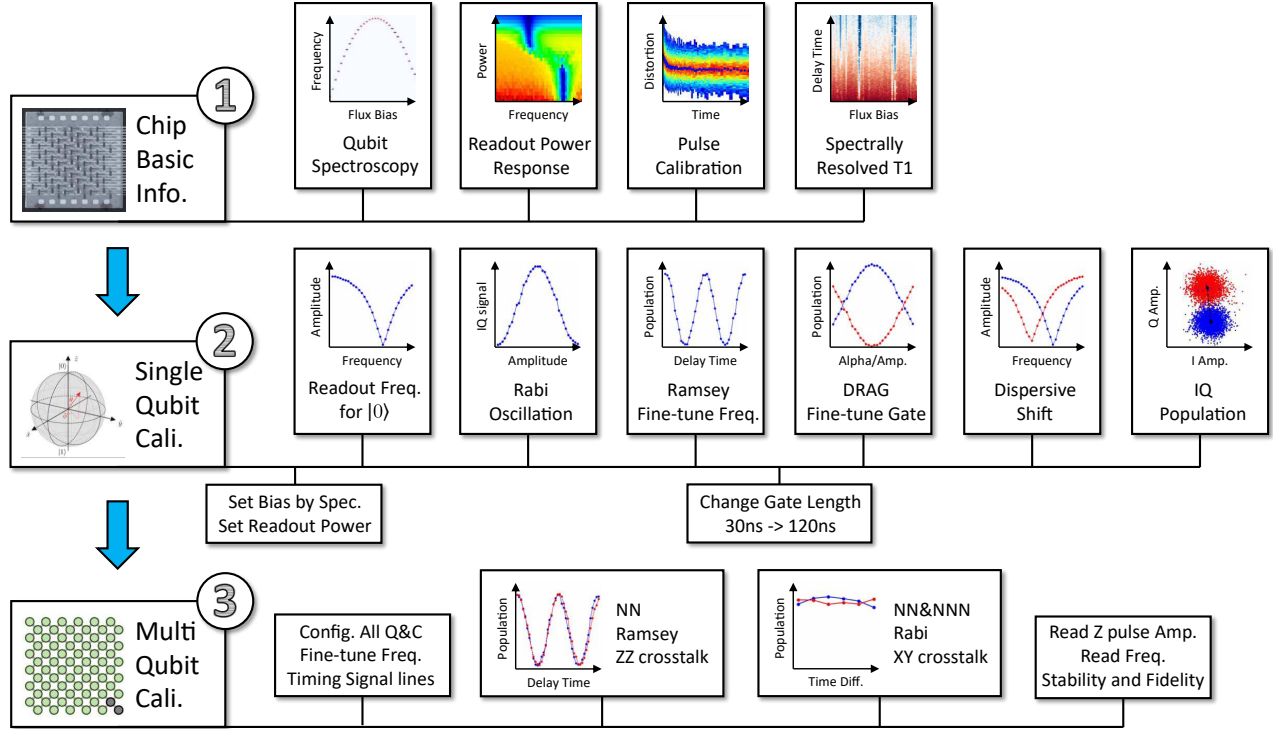 1
Chip
Basic
Info.
Frequency
Flux Bias
Qubit
Spectroscopy
Power
Frequency
Readout Power
Response
Distortion
Time
Pulse
Calibration
Delay Time
Flux Bias
Spectrally
Resolved T1
2
Single
Qubit
Cali.
|0⟩
|1⟩
Amplitude
Frequency
Readout Freq.
for |0⟩
IQ signal
Amplitude
Rabi
Oscillation
Population
Delay Time
Ramsey
Fine-tune Freq.
Population
Alpha/Amp.
DRAG
Fine-tune Gate
Amplitude
Frequency
Dispersive
Shift
Q Amp.
I Amp.
IQ
Population
Set Bias by Spec.
Set Readout Power
Change Gate Length
30ns -> 120ns
3
Multi
Qubit
Cali.
Config. All Q&C
Fine-tune Freq.
Timing Signal lines
Population
Delay Time
NN
Ramsey
ZZ crosstalk
Population
Time Diff.
NN&NNN
Rabi
XY crosstalk
Read Z pulse Amp.
Read Freq.
Stability and Fidelity